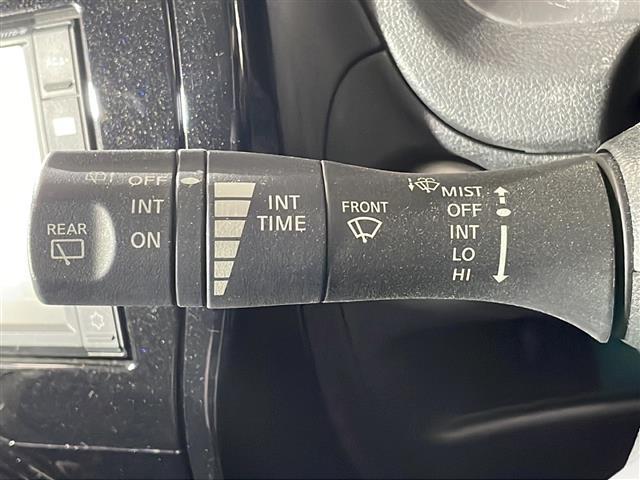 REAR
OFF
INT
ON
INT
TIME
FRONT
MIST
OFF
INT
LO
HI